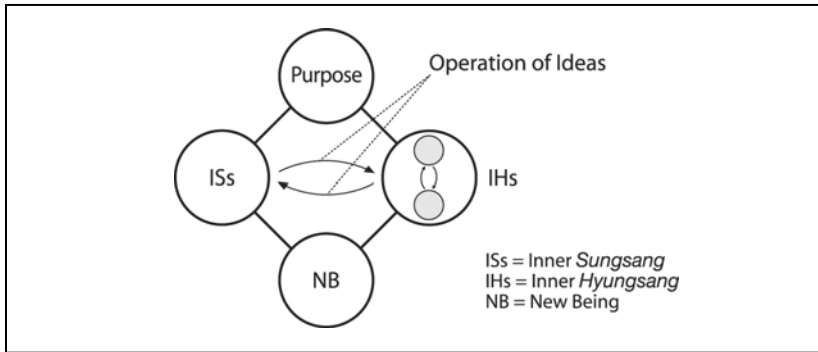 Purpose
Operation of Ideas
ISs
IHs
NB
ISs = Inner Sungsang
IHs = Inner Hyungsang
NB = New Being